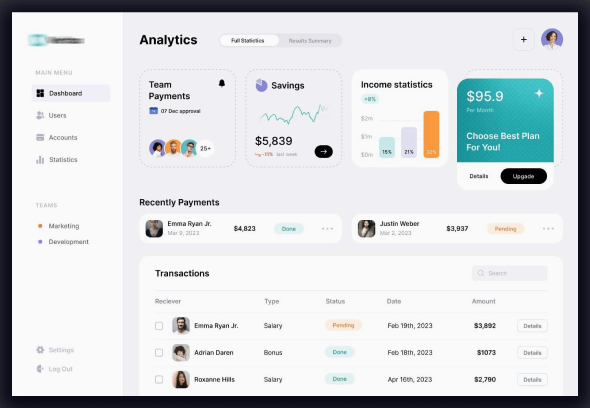 MAIN MENU
Dashboard
Users
Accounts
Statistics
TEAMS
Marketing
Development
Settings
Log Out
Analytics
Full Statictics
Results Summary
+
Team
Payments
07 Dec approval
25+
Savings
$5,839
-10% last week
Income statistics
+8%
$2m
$1m
$0m
15%
21%
32%
$95.9
Per Month
Choose Best Plan
For You!
Details
Upgade
Recently Payments
Emma Ryan Jr.
Mar 9, 2023
$4,823
Done
Justin Weber
Mar 2, 2023
$3,937
Pending
Transactions
Search
Reciever Type Status Date Amount
Emma Ryan Jr. Salary Pending Feb 19th, 2023 $3,892 Details
Adrian Daren Bonus Done Feb 18th, 2023 $1073 Details
Roxanne Hills Salary Done Apr 16th, 2023 $2,790 Details